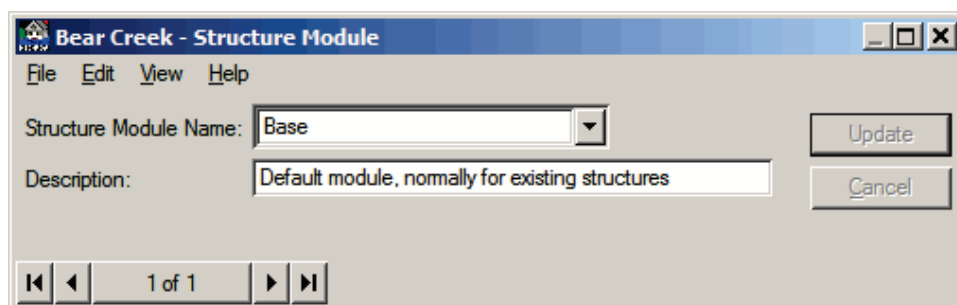 Bear Creek - Structure Module
File Edit View Help
Structure Module Name: Base
Update
Description: Default module, normally for existing structures
Cancel
1 of 1